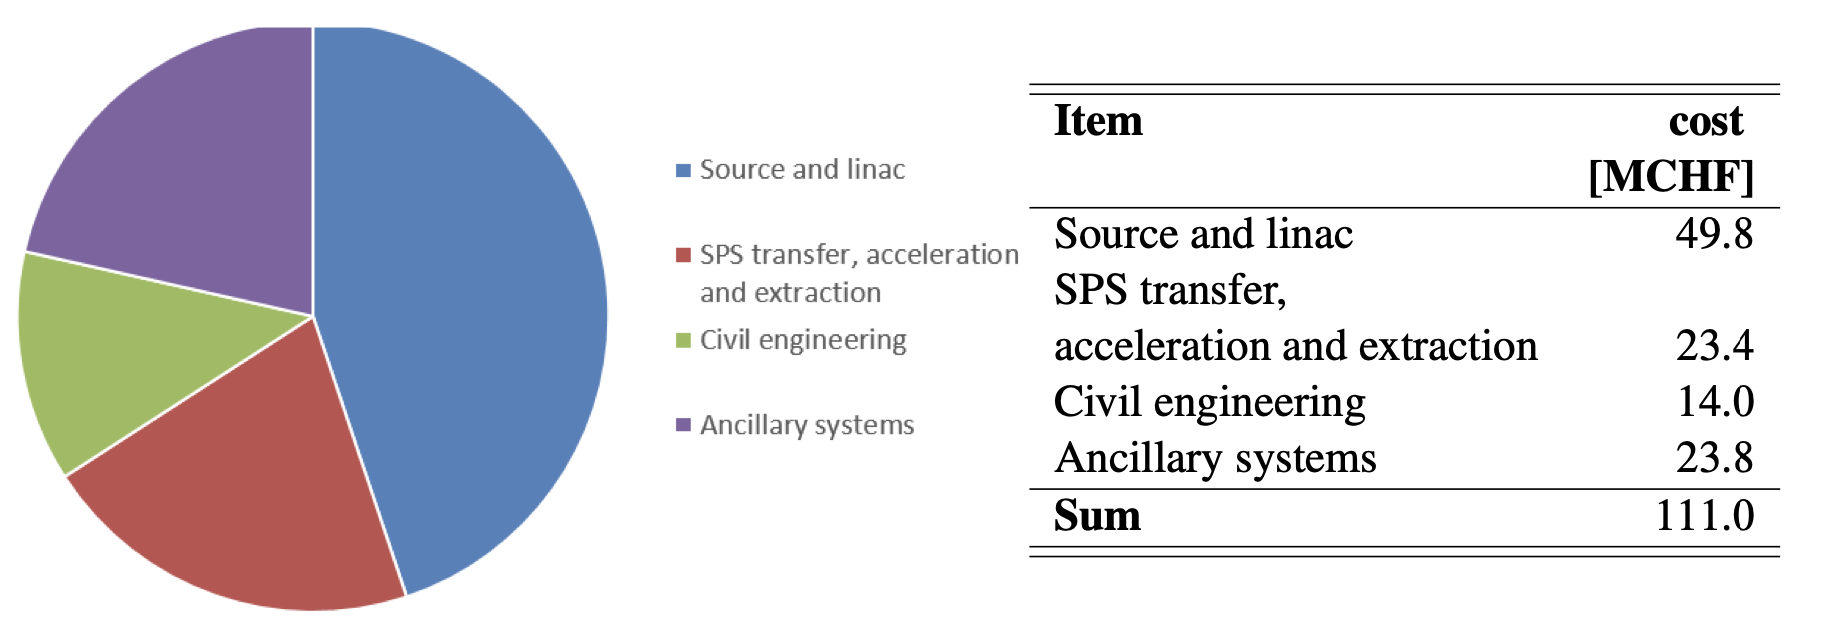 Source and linac
SPS transfer, acceleration
and extraction
Civil engineering
Ancillary systems
Item cost
[MCHF]
Source and linac 49.8
SPS transfer,
acceleration and extraction 23.4
Civil engineering 14.0
Ancillary systems 23.8
Sum 111.0